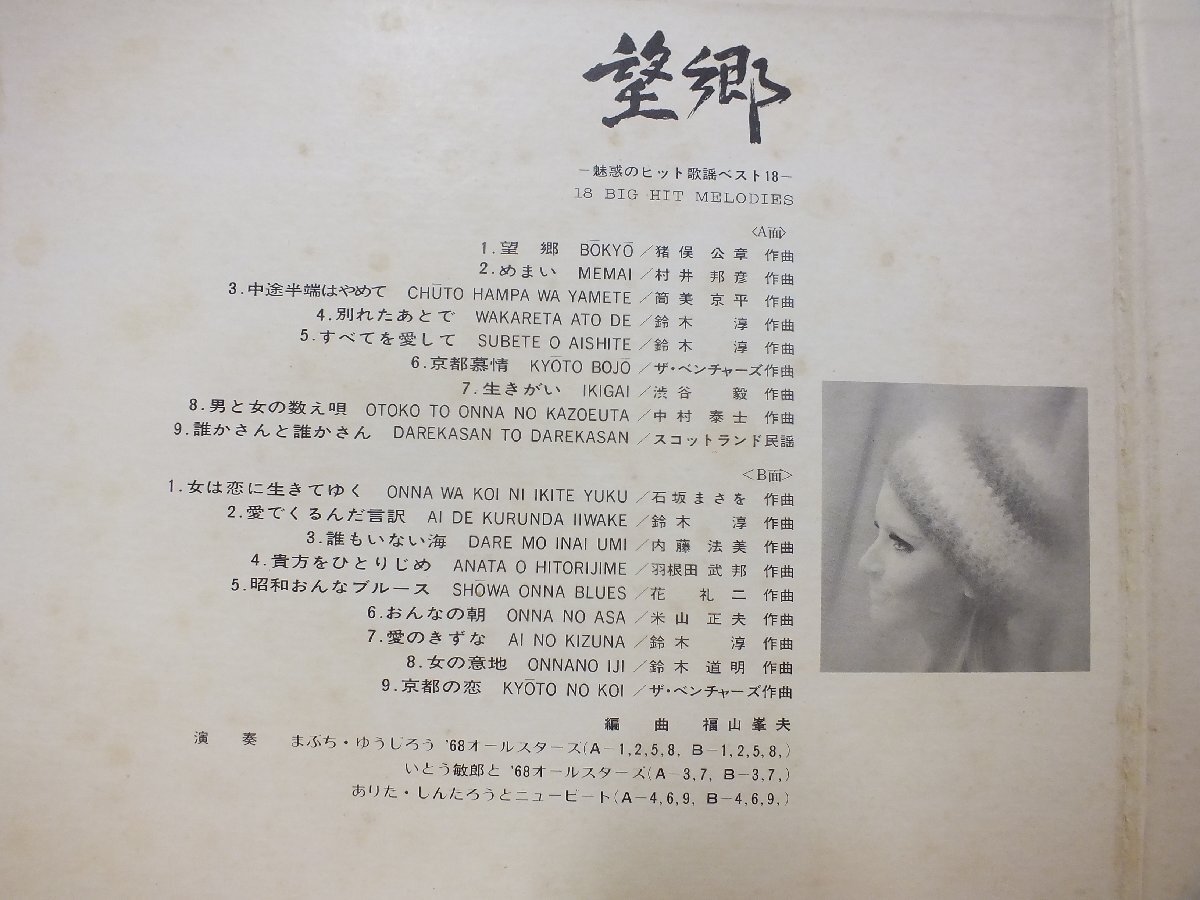 望郷
－魅惑のヒット歌謡ベスト18－
18 BIG HIT MELODIES
〈A面〉
1.望郷 BŌKYŌ／猪俣公章 作曲
2.めまい MEMAI／村井邦彦 作曲
3.中途半端はやめて CHŪTO HAMPA WA YAMETE／筒美京平 作曲
4.別れたあとで WAKARETA ATO DE／鈴木淳 作曲
5.すべてを愛して SUBETE O AISHITE／鈴木淳 作曲
6.京都慕情 KYŌTO BOJŌ／ザ・ベンチャーズ作曲
7.生きがい IKIGAI／渋谷毅 作曲
8.男と女の数え唄 OTOKO TO ONNA NO KAZOEUTA／中村泰士 作曲
9.誰かさんと誰かさん DAREKASAN TO DAREKASAN／スコットランド民謡
〈B面〉
1.女は恋に生きてゆく ONNA WA KOI NI IKITE YUKU／石坂まさを 作曲
2.愛でくるんだ言訳 AI DE KURUNDA IIWAKE／鈴木淳 作曲
3.誰もいない海 DARE MO INAI UMI／内藤法美 作曲
4.貴方をひとりじめ ANATA O HITORIJIME／羽根田武邦 作曲
5.昭和おんなブルース SHŌWA ONNA BLUES／花礼二 作曲
6.おんなの朝 ONNA NO ASA／米山正夫 作曲
7.愛のきずな AI NO KIZUNA／鈴木淳 作曲
8.女の意地 ONNANO IJI／鈴木道明 作曲
9.京都の恋 KYŌTO NO KOI／ザ・ベンチャーズ作曲
編曲 福山峯夫
演奏 まぶち・ゆうじろう '68オールスターズ(A－1,2,5,8, B－1,2,5,8,)
いとう敏郎と '68オールスターズ(A－3,7, B－3,7,)
ありた・しんたろうとニュービート(A－4,6,9, B－4,6,9,)